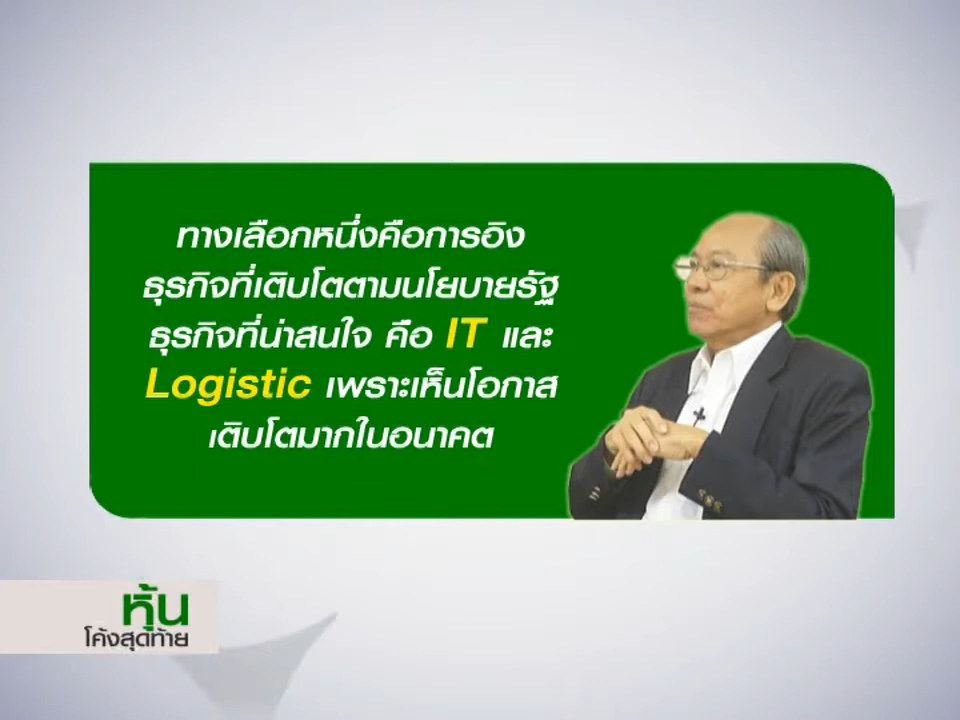 ทางเลือกหนึ่งคือการอิง
ธุรกิจที่เติบโตตามนโยบายรัฐ
ธุรกิจที่น่าสนใจ คือ IT และ
Logistic เพราะเห็นโอกาส
เติบโตมากในอนาคต
หุ้น
โค้งสุดท้าย